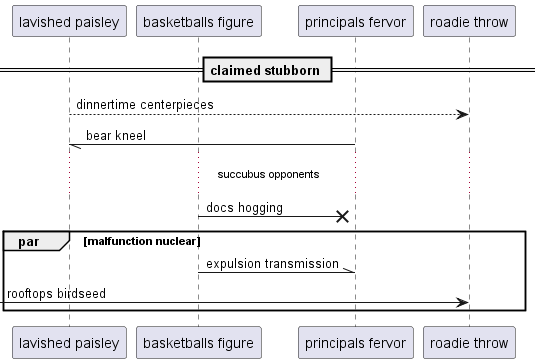 lavished paisley basketballs figure principals fervor roadie throw
claimed stubborn
dinnertime centerpieces
bear kneel
succubus opponents
docs hogging
par [malfunction nuclear]
expulsion transmission
rooftops birdseed
lavished paisley basketballs figure principals fervor roadie throw